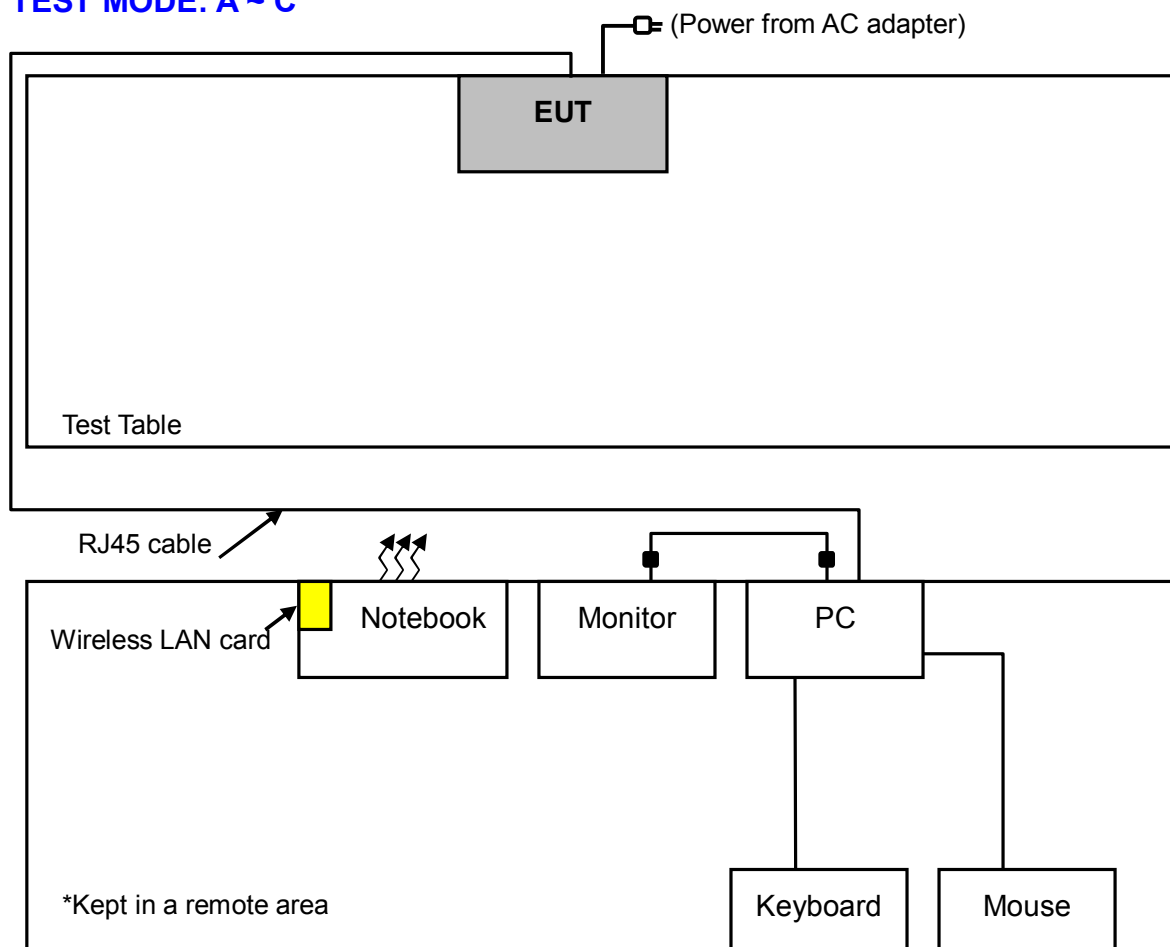 TEST MODE: A ~ C
(Power from AC adapter)
EUT
Test Table
RJ45 cable
Wireless LAN card
Notebook
Monitor
PC
*Kept in a remote area
Keyboard
Mouse